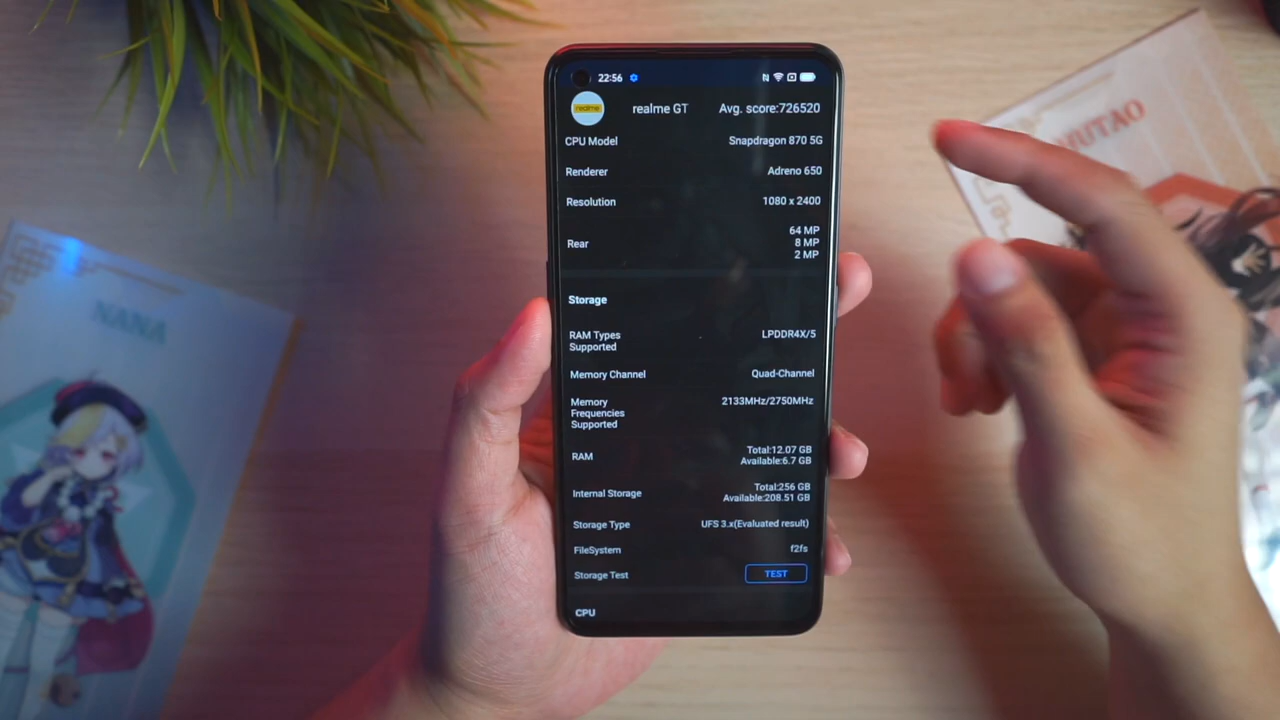 22:56
realme
realme GT
Avg. score:726520
CPU Model
Snapdragon 870 5G
Renderer
Adreno 650
Resolution
1080 x 2400
Rear
64 MP
8 MP
2 MP
Storage
RAM Types
Supported
LPDDR4X/5
Memory Channel
Quad-Channel
Memory
Frequencies
Supported
2133MHz/2750MHz
RAM
Total:12.07 GB
Available:6.7 GB
Internal Storage
Total:256 GB
Available:208.51 GB
Storage Type
UFS 3.x(Evaluated result)
FileSystem
f2fs
Storage Test
TEST
CPU
NANA